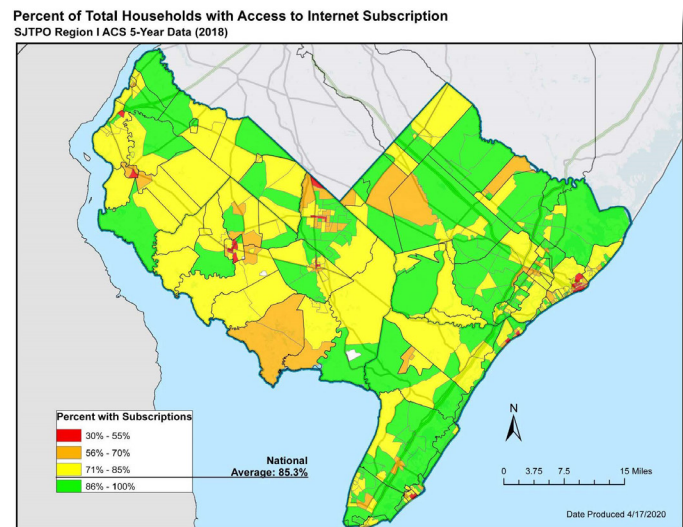 Percent of Total Households with Access to Internet Subscription
SJTPO Region I ACS 5-Year Data (2018)
Percent with Subscriptions
30% - 55%
56% - 70%
71% - 85%
86% - 100%
National
Average: 85.3%
N
0 3.75 7.5 15 Miles
Date Produced 4/17/2020